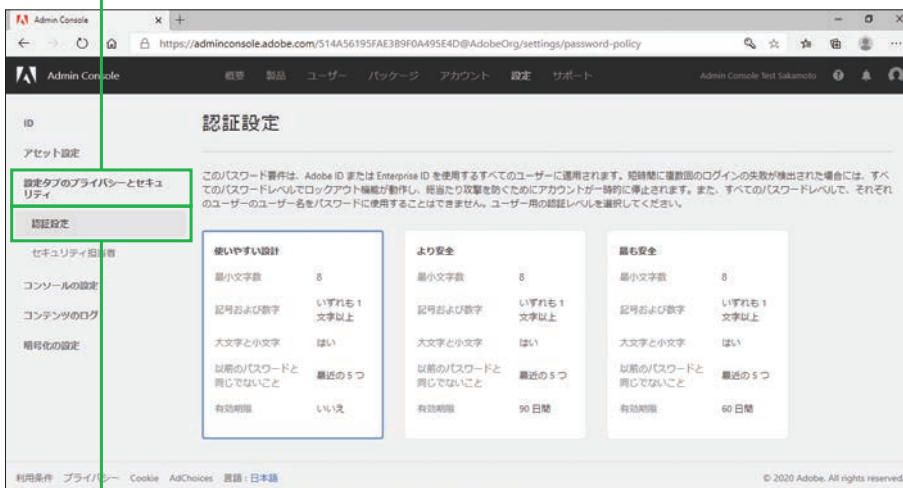 Admin Console
https://adminconsole.adobe.com/514A56195FAE3B9F0A495E4D@AdobeOrg/settings/password-policy
Admin Console 概要 製品 ユーザー パッケージ アカウント 設定 サポート Admin Console Test Sakamoto
ID
アセット設定
設定タブのプライバシーとセキュ
リティ
認証設定
セキュリティ担当者
コンソールの設定
コンテンツのログ
暗号化の設定
認証設定
このパスワード要件は、Adobe ID または Enterprise ID を使用するすべてのユーザーに適用されます。短時間に複数回のログインの失敗が検出された場合には、すべ
てのパスワードレベルでロックアウト機能が動作し、総当たり攻撃を防ぐためにアカウントが一時的に停止されます。また、すべてのパスワードレベルで、それぞれ
のユーザーのユーザー名をパスワードに使用することはできません。ユーザー用の認証レベルを選択してください。
使いやすい設計
最小文字数 8
記号および数字 いずれも 1
文字以上
大文字と小文字 はい
以前のパスワードと
同じでないこと 最近の 5 つ
有効期限 いいえ
より安全
最小文字数 8
記号および数字 いずれも 1
文字以上
大文字と小文字 はい
以前のパスワードと
同じでないこと 最近の 5 つ
有効期限 90 日間
最も安全
最小文字数 8
記号および数字 いずれも 1
文字以上
大文字と小文字 はい
以前のパスワードと
同じでないこと 最近の 5 つ
有効期限 60 日間
利用条件 プライバシー Cookie AdChoices 言語 : 日本語 © 2020 Adobe. All rights reserved.